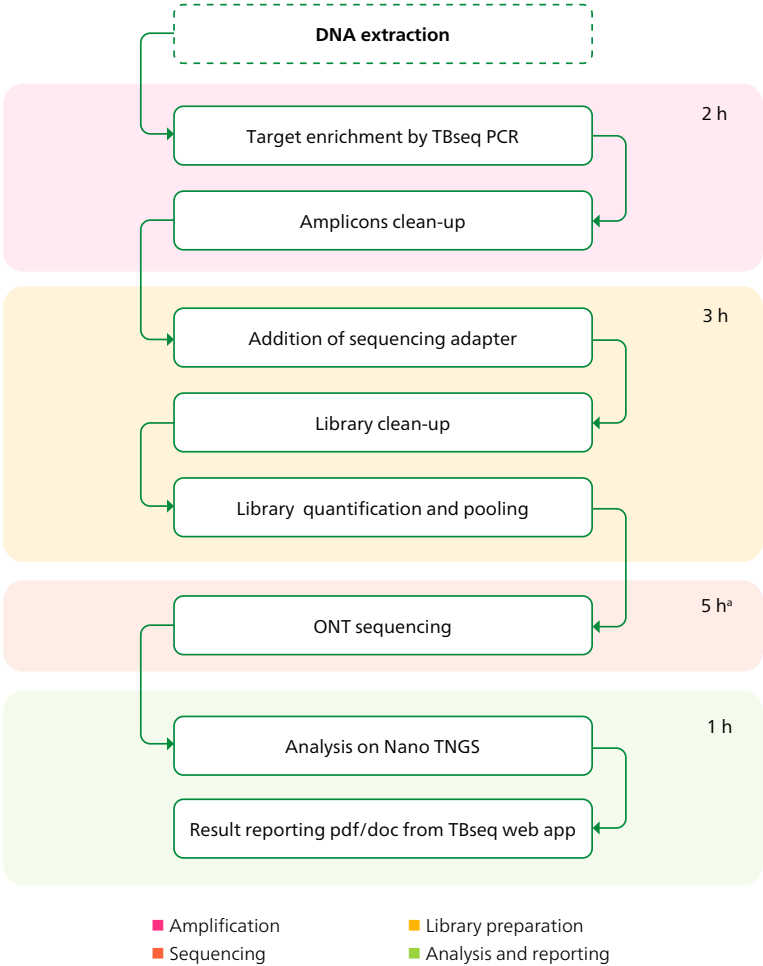 DNA extraction
2 h
Target enrichment by TBseq PCR
Amplicons clean-up
3 h
Addition of sequencing adapter
Library clean-up
Library quantification and pooling
5 hᵃ
ONT sequencing
1 h
Analysis on Nano TNGS
Result reporting pdf/doc from TBseq web app
Amplification
Library preparation
Sequencing
Analysis and reporting